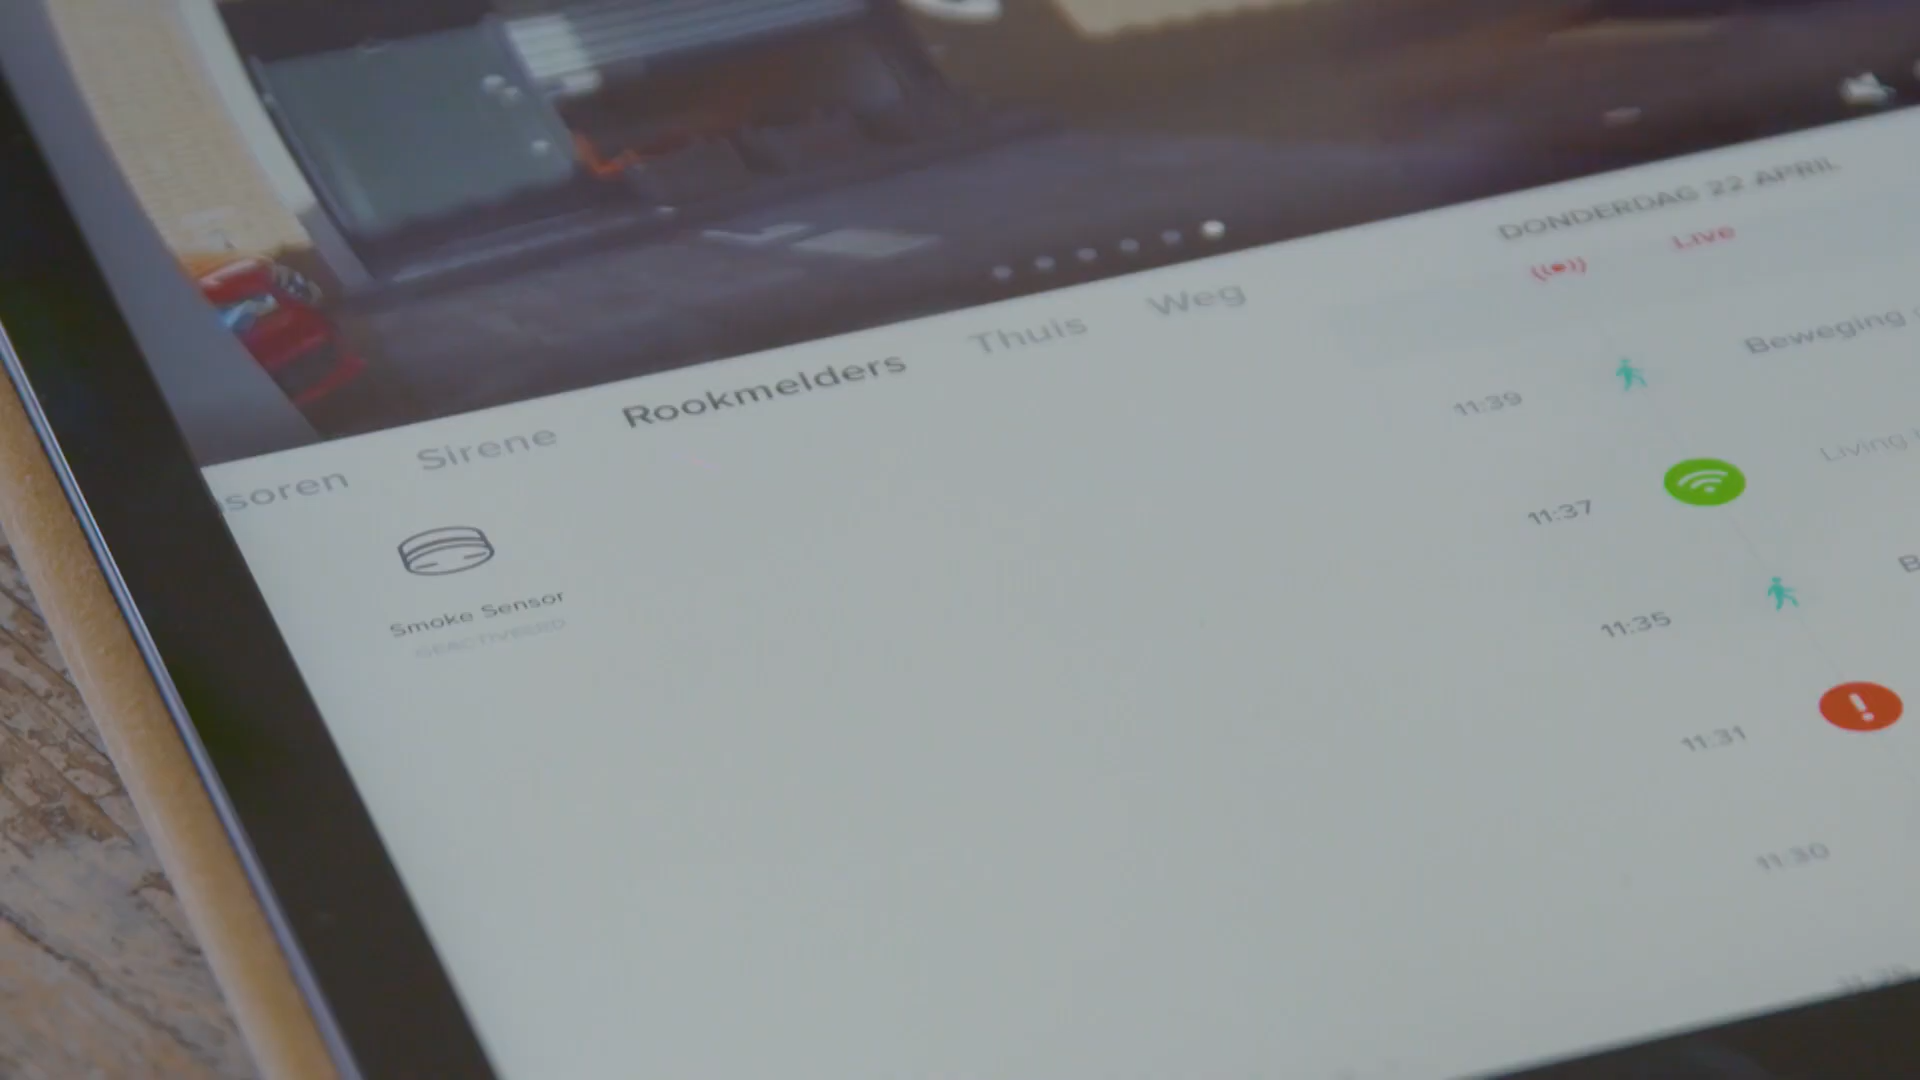 soren Sirene Rookmelders Thuis Weg
Smoke Sensor
GEACTIVEERD
DONDERDAG 22 APRIL
Live
11:39 Beweging
11:37 Living
11:35 B
11:31
11:30